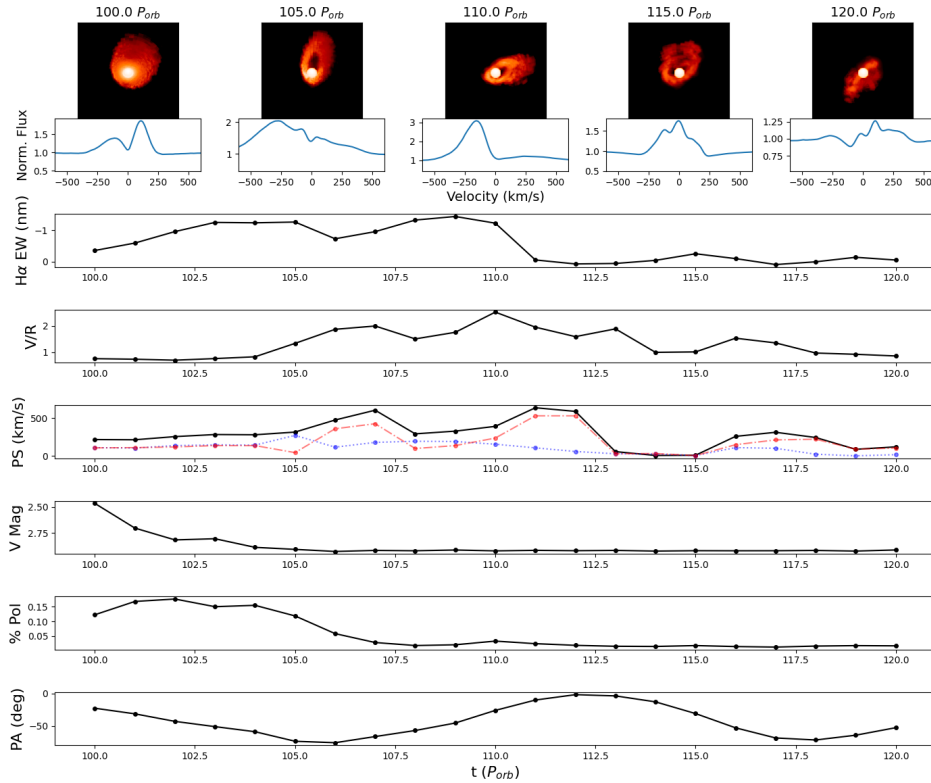 100.0 P_orb 105.0 P_orb 110.0 P_orb 115.0 P_orb 120.0 P_orb
Norm. Flux
1.5
1.0
0.5
2
1
3
2
1
1.5
1.0
0.5
1.25
1.00
0.75
−500 −250 0 250 500 −500 −250 0 250 500 −500 −250 0 250 500 −500 −250 0 250 500 −500 −250 0 250 500
Velocity (km/s)
Hα EW (nm)
−1
0
100.0 102.5 105.0 107.5 110.0 112.5 115.0 117.5 120.0
V/R
2
1
100.0 102.5 105.0 107.5 110.0 112.5 115.0 117.5 120.0
PS (km/s)
500
0
100.0 102.5 105.0 107.5 110.0 112.5 115.0 117.5 120.0
V Mag
2.50
2.75
100.0 102.5 105.0 107.5 110.0 112.5 115.0 117.5 120.0
% Pol
0.15
0.10
0.05
100.0 102.5 105.0 107.5 110.0 112.5 115.0 117.5 120.0
PA (deg)
0
−50
100.0 102.5 105.0 107.5 110.0 112.5 115.0 117.5 120.0
t (P_orb)